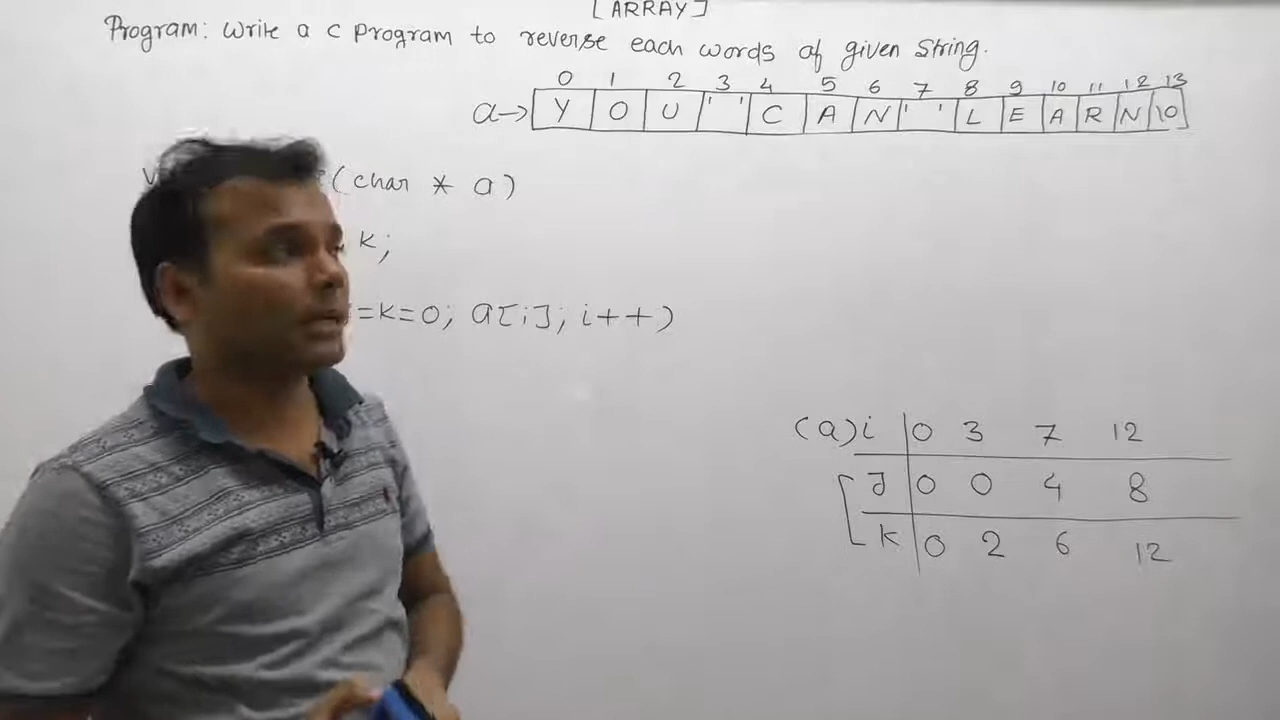 [ARRAY]
Program: Write a C program to reverse each words of given string.
0 1 2 3 4 5 6 7 8 9 10 11 12 13
a→ Y O U ' ' C A N ' ' L E A R N \0
(char * a)
k;
=k=0; a[i]; i++)
(a)i 0 3 7 12
J 0 0 4 8
k 0 2 6 12